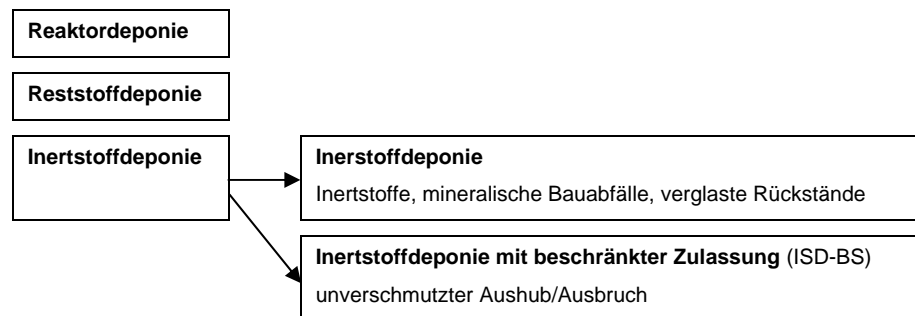 Reaktordeponie
Reststoffdeponie
Inertstoffdeponie
Inerstoffdeponie
Inertstoffe, mineralische Bauabfälle, verglaste Rückstände
Inertstoffdeponie mit beschränkter Zulassung (ISD-BS)
unverschmutzter Aushub/Ausbruch